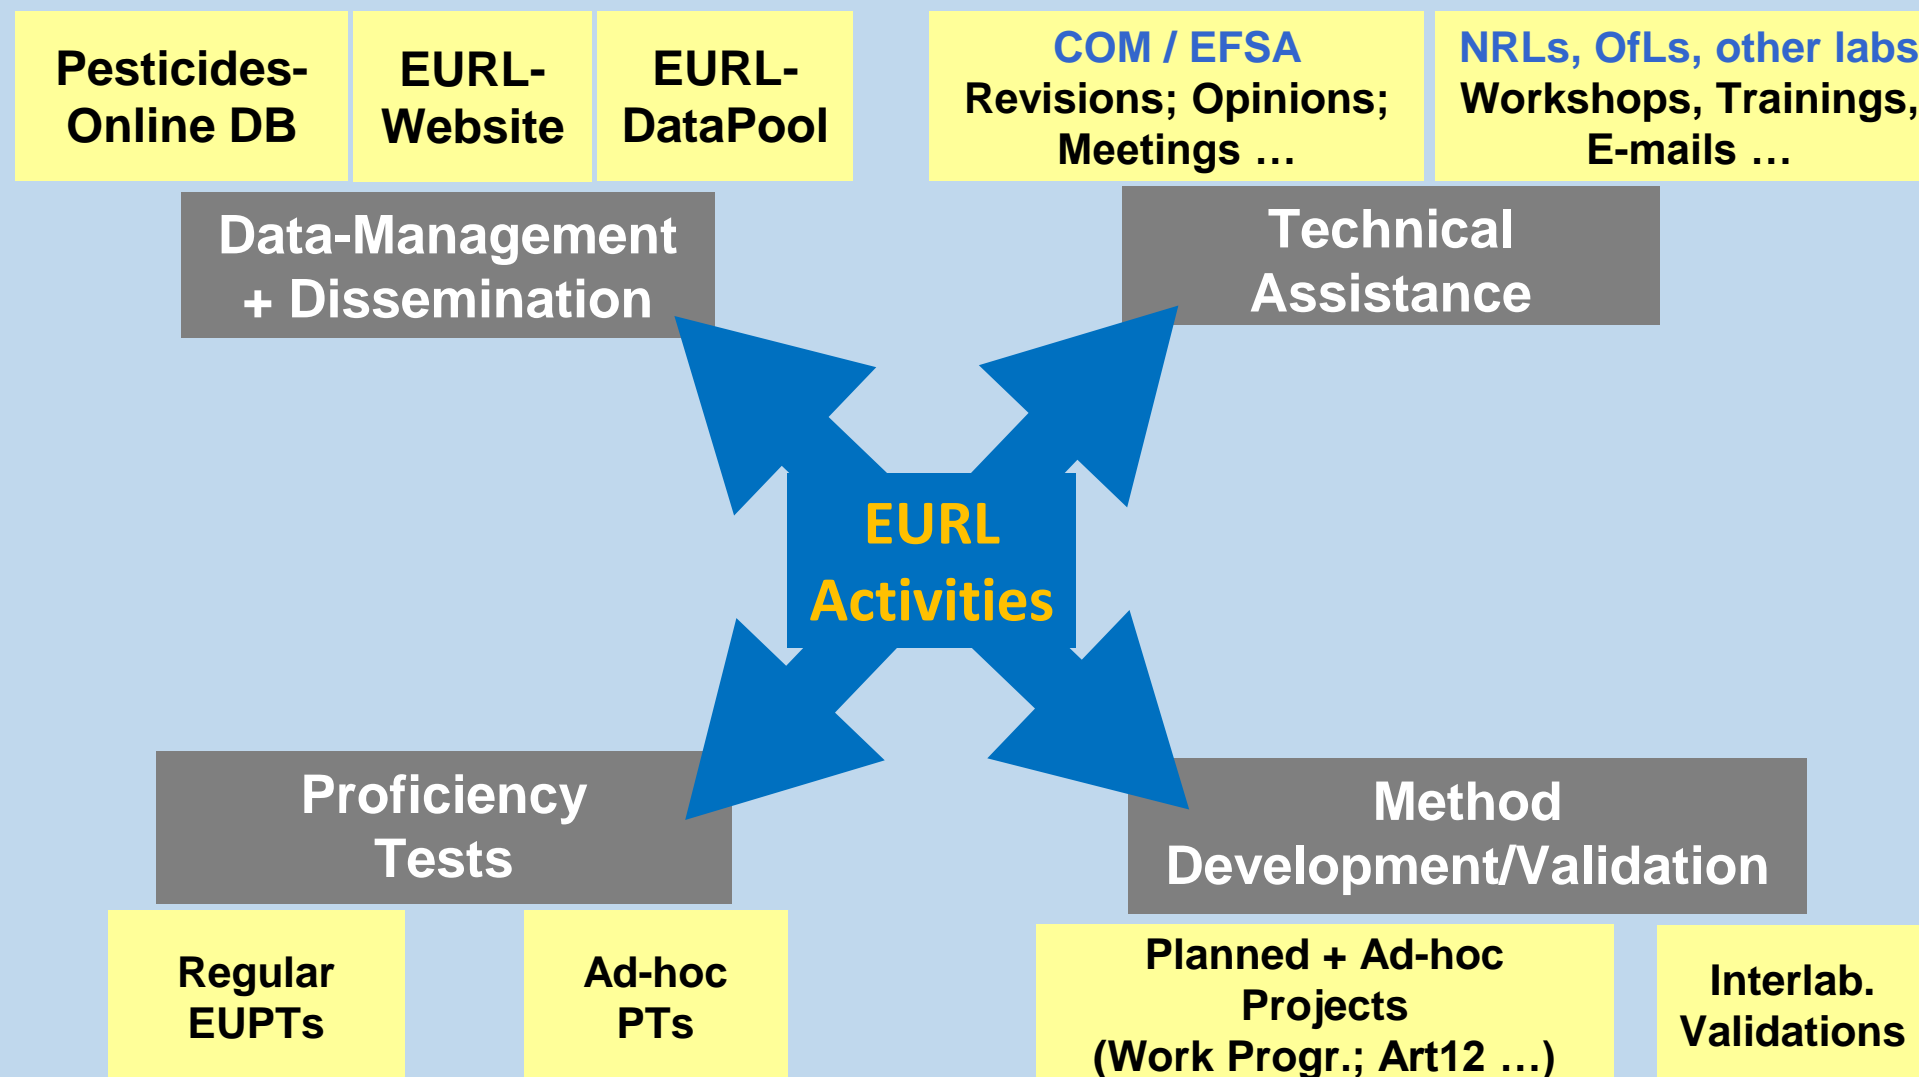 Pesticides-
Online DB
EURL-
Website
EURL-
DataPool
COM / EFSA
Revisions; Opinions;
Meetings …
NRLs, OfLs, other labs
Workshops, Trainings,
E-mails …
Data-Management
+ Dissemination
Technical
Assistance
EURL
Activities
Proficiency
Tests
Method
Development/Validation
Regular
EUPTs
Ad-hoc
PTs
Planned + Ad-hoc
Projects
(Work Progr.; Art12 …)
Interlab.
Validations